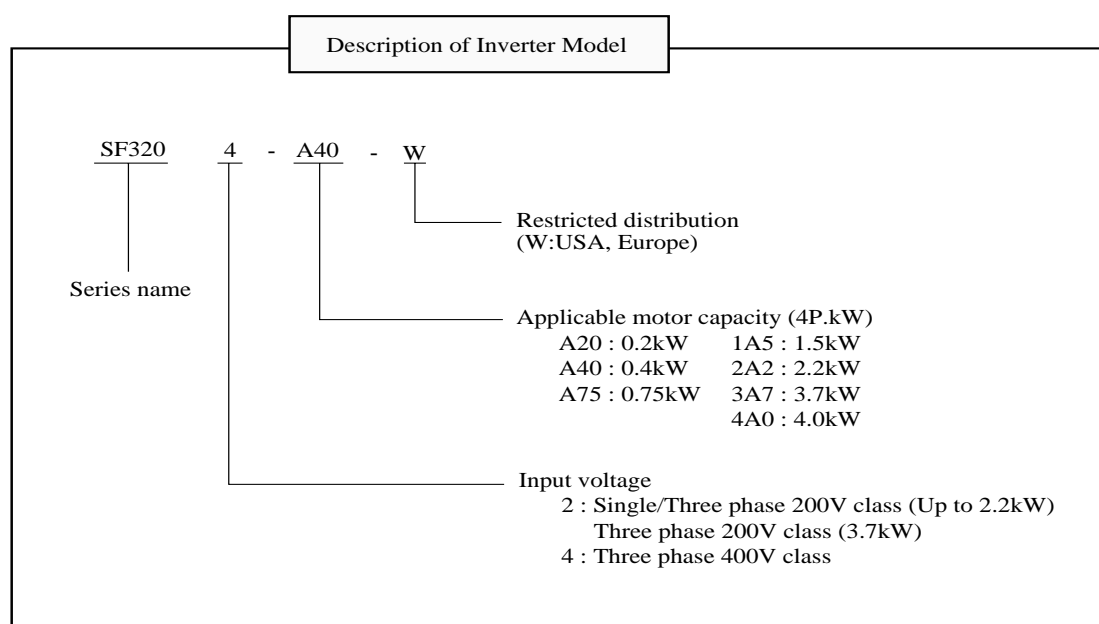 Description of Inverter Model
SF320 4 - A40 - W
Restricted distribution
(W:USA, Europe)
Series name
Applicable motor capacity (4P.kW)
A20 : 0.2kW 1A5 : 1.5kW
A40 : 0.4kW 2A2 : 2.2kW
A75 : 0.75kW 3A7 : 3.7kW
4A0 : 4.0kW
Input voltage
2 : Single/Three phase 200V class (Up to 2.2kW)
Three phase 200V class (3.7kW)
4 : Three phase 400V class